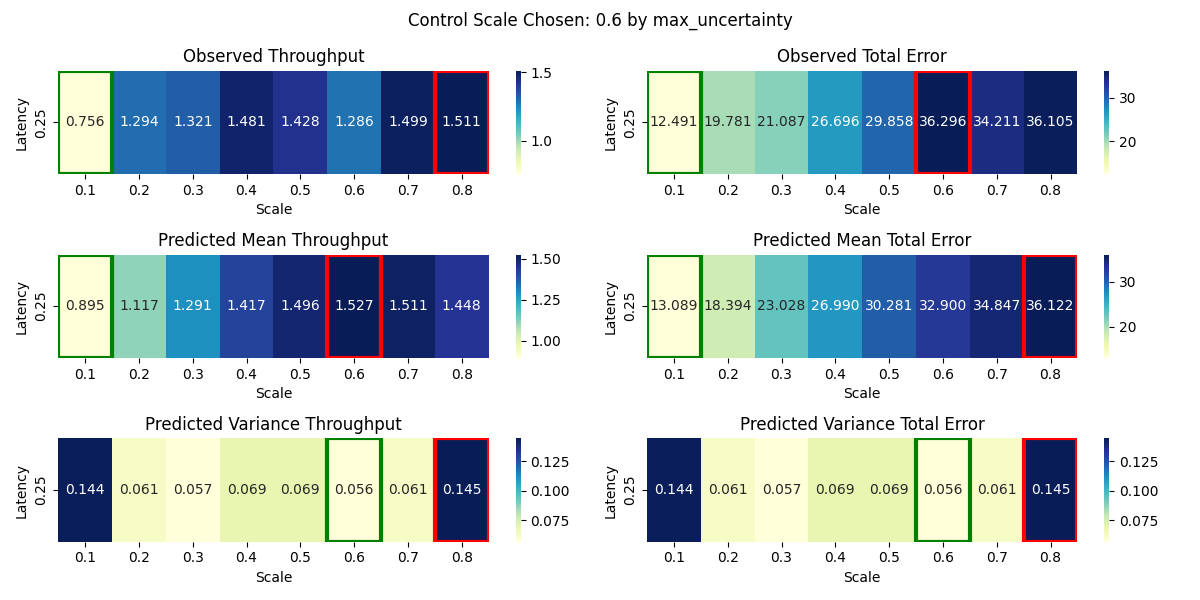 Control Scale Chosen: 0.6 by max_uncertainty
Observed Throughput
Latency
0.25
0.756 1.294 1.321 1.481 1.428 1.286 1.499 1.511
0.1 0.2 0.3 0.4 0.5 0.6 0.7 0.8
Scale
1.5
1.0
Observed Total Error
Latency
0.25
12.491 19.781 21.087 26.696 29.858 36.296 34.211 36.105
0.1 0.2 0.3 0.4 0.5 0.6 0.7 0.8
Scale
30
20
Predicted Mean Throughput
Latency
0.25
0.895 1.117 1.291 1.417 1.496 1.527 1.511 1.448
0.1 0.2 0.3 0.4 0.5 0.6 0.7 0.8
Scale
1.50
1.25
1.00
Predicted Mean Total Error
Latency
0.25
13.089 18.394 23.028 26.990 30.281 32.900 34.847 36.122
0.1 0.2 0.3 0.4 0.5 0.6 0.7 0.8
Scale
30
20
Predicted Variance Throughput
Latency
0.25
0.144 0.061 0.057 0.069 0.069 0.056 0.061 0.145
0.1 0.2 0.3 0.4 0.5 0.6 0.7 0.8
Scale
0.125
0.100
0.075
Predicted Variance Total Error
Latency
0.25
0.144 0.061 0.057 0.069 0.069 0.056 0.061 0.145
0.1 0.2 0.3 0.4 0.5 0.6 0.7 0.8
Scale
0.125
0.100
0.075